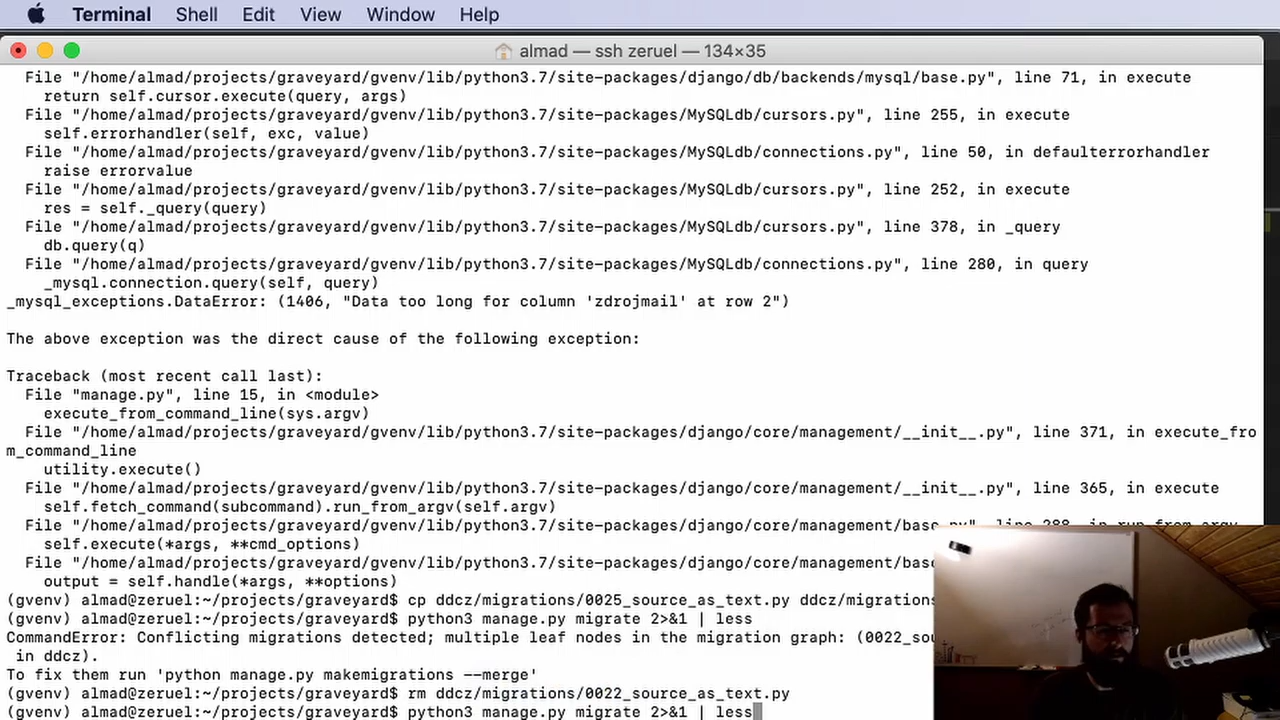 Terminal Shell Edit View Window Help
almad — ssh zeruel — 134×35
File "/home/almad/projects/graveyard/gvenv/lib/python3.7/site-packages/django/db/backends/mysql/base.py", line 71, in execute
return self.cursor.execute(query, args)
File "/home/almad/projects/graveyard/gvenv/lib/python3.7/site-packages/MySQLdb/cursors.py", line 255, in execute
self.errorhandler(self, exc, value)
File "/home/almad/projects/graveyard/gvenv/lib/python3.7/site-packages/MySQLdb/connections.py", line 50, in defaulterrorhandler
raise errorvalue
File "/home/almad/projects/graveyard/gvenv/lib/python3.7/site-packages/MySQLdb/cursors.py", line 252, in execute
res = self._query(query)
File "/home/almad/projects/graveyard/gvenv/lib/python3.7/site-packages/MySQLdb/cursors.py", line 378, in _query
db.query(q)
File "/home/almad/projects/graveyard/gvenv/lib/python3.7/site-packages/MySQLdb/connections.py", line 280, in query
_mysql.connection.query(self, query)
_mysql_exceptions.DataError: (1406, "Data too long for column 'zdrojmail' at row 2")
The above exception was the direct cause of the following exception:
Traceback (most recent call last):
File "manage.py", line 15, in <module>
execute_from_command_line(sys.argv)
File "/home/almad/projects/graveyard/gvenv/lib/python3.7/site-packages/django/core/management/__init__.py", line 371, in execute_fro
m_command_line
utility.execute()
File "/home/almad/projects/graveyard/gvenv/lib/python3.7/site-packages/django/core/management/__init__.py", line 365, in execute
self.fetch_command(subcommand).run_from_argv(self.argv)
File "/home/almad/projects/graveyard/gvenv/lib/python3.7/site-packages/django/core/management/base.py", line 288, in run_from_argv
self.execute(*args, **cmd_options)
File "/home/almad/projects/graveyard/gvenv/lib/python3.7/site-packages/django/core/management/base
output = self.handle(*args, **options)
(gvenv) almad@zeruel:~/projects/graveyard$ cp ddcz/migrations/0025_source_as_text.py ddcz/migrations
(gvenv) almad@zeruel:~/projects/graveyard$ python3 manage.py migrate 2>&1 | less
CommandError: Conflicting migrations detected; multiple leaf nodes in the migration graph: (0022_sou
in ddcz).
To fix them run 'python manage.py makemigrations --merge'
(gvenv) almad@zeruel:~/projects/graveyard$ rm ddcz/migrations/0022_source_as_text.py
(gvenv) almad@zeruel:~/projects/graveyard$ python3 manage.py migrate 2>&1 | less